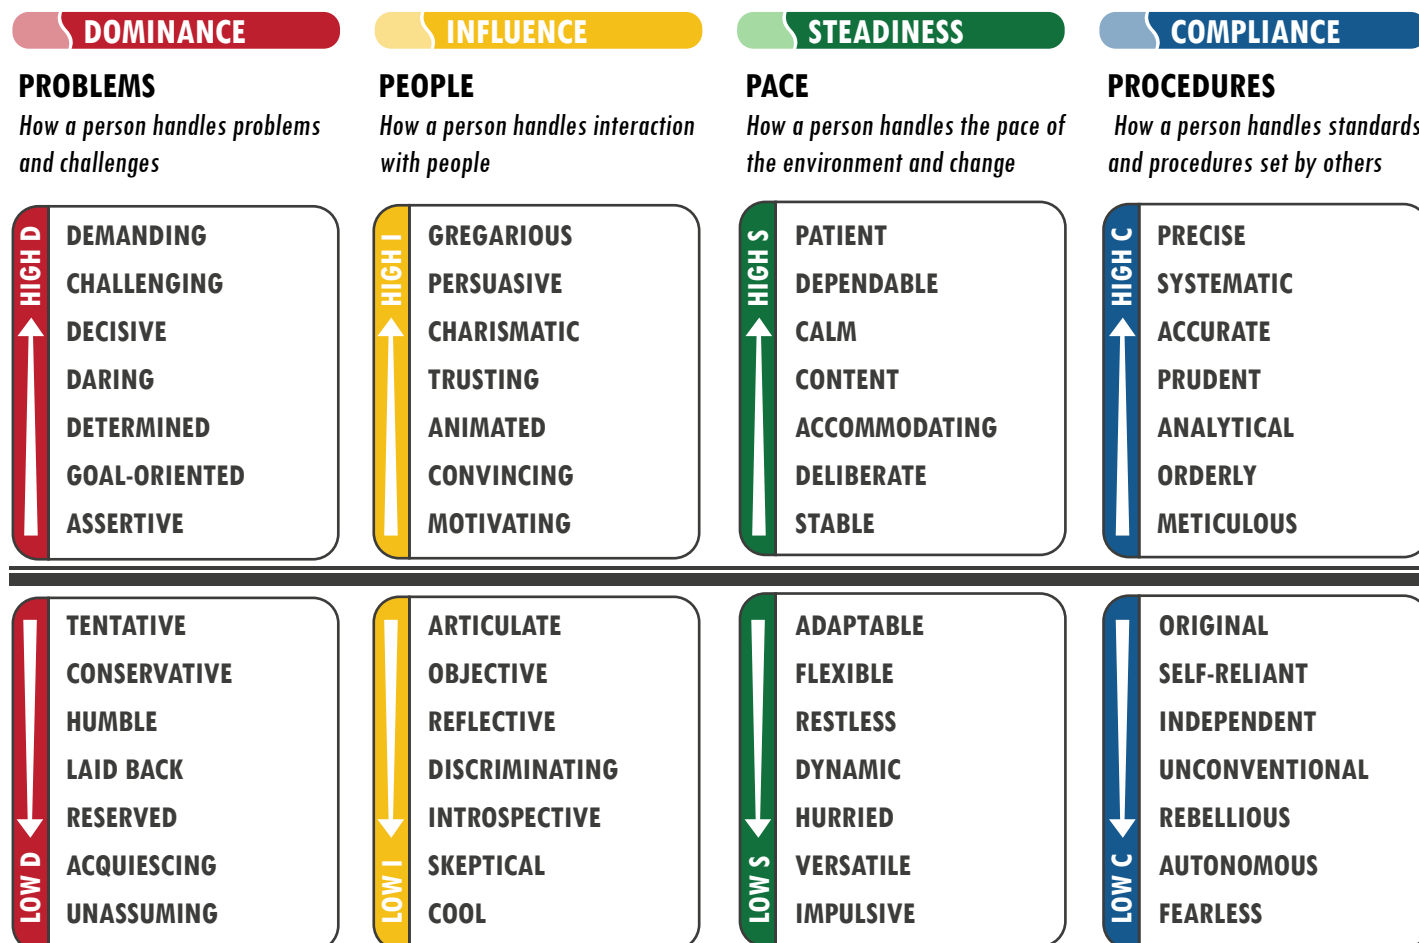 DOMINANCE
PROBLEMS
How a person handles problems
and challenges
HIGH D
DEMANDING
CHALLENGING
DECISIVE
DARING
DETERMINED
GOAL-ORIENTED
ASSERTIVE
TENTATIVE
CONSERVATIVE
HUMBLE
LAID BACK
RESERVED
ACQUIESCING
UNASSUMING
LOW D
INFLUENCE
PEOPLE
How a person handles interaction
with people
HIGH I
GREGARIOUS
PERSUASIVE
CHARISMATIC
TRUSTING
ANIMATED
CONVINCING
MOTIVATING
ARTICULATE
OBJECTIVE
REFLECTIVE
DISCRIMINATING
INTROSPECTIVE
SKEPTICAL
COOL
LOW I
STEADINESS
PACE
How a person handles the pace of
the environment and change
HIGH S
PATIENT
DEPENDABLE
CALM
CONTENT
ACCOMMODATING
DELIBERATE
STABLE
ADAPTABLE
FLEXIBLE
RESTLESS
DYNAMIC
HURRIED
VERSATILE
IMPULSIVE
LOW S
COMPLIANCE
PROCEDURES
How a person handles standards
and procedures set by others
HIGH C
PRECISE
SYSTEMATIC
ACCURATE
PRUDENT
ANALYTICAL
ORDERLY
METICULOUS
ORIGINAL
SELF-RELIANT
INDEPENDENT
UNCONVENTIONAL
REBELLIOUS
AUTONOMOUS
FEARLESS
LOW C